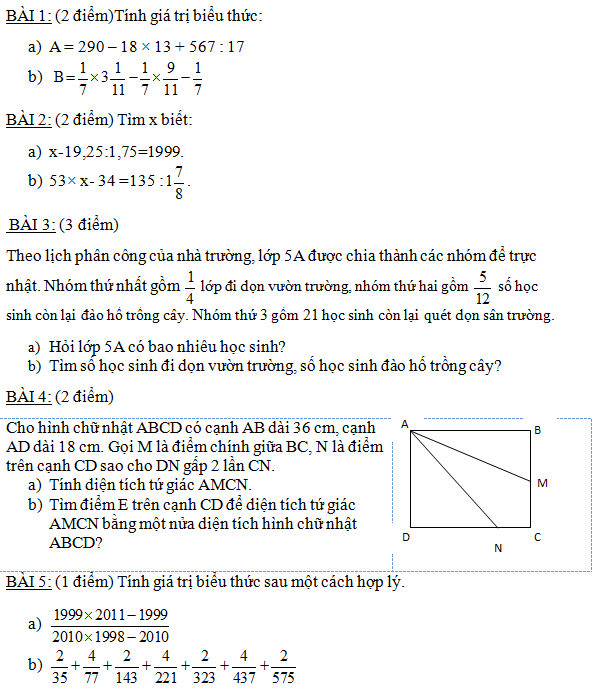 BÀI 1: (2 điểm)Tính giá trị biểu thức:
a) A = 290 – 18 × 13 + 567 : 17
b) B = 1/7 × 3 1/11 − 1/7 × 9/11 − 1/7
BÀI 2: (2 điểm) Tìm x biết:
a) x-19,25:1,75=1999.
b) 53× x- 34 =135 :1 7/8 .
BÀI 3: (3 điểm)
Theo lịch phân công của nhà trường, lớp 5A được chia thành các nhóm để trực
nhật. Nhóm thứ nhất gồm 1/4 lớp đi dọn vườn trường, nhóm thứ hai gồm 5/12 số học
sinh còn lại đào hố trồng cây. Nhóm thứ 3 gồm 21 học sinh còn lại quét dọn sân trường.
a) Hỏi lớp 5A có bao nhiêu học sinh?
b) Tìm số học sinh đi dọn vườn trường, số học sinh đào hố trồng cây?
BÀI 4: (2 điểm)
Cho hình chữ nhật ABCD có cạnh AB dài 36 cm, cạnh
AD dài 18 cm. Gọi M là điểm chính giữa BC, N là điểm
trên cạnh CD sao cho DN gấp 2 lần CN.
a) Tính diện tích tứ giác AMCN.
b) Tìm điểm E trên cạnh CD để diện tích tứ giác
AMCN bằng một nửa diện tích hình chữ nhật
ABCD?
A
B
M
D
C
N
BÀI 5: (1 điểm) Tính giá trị biểu thức sau một cách hợp lý.
a) (1999×2011−1999)/(2010×1998−2010)
b) 2/35 + 4/77 + 2/143 + 4/221 + 2/323 + 4/437 + 2/575